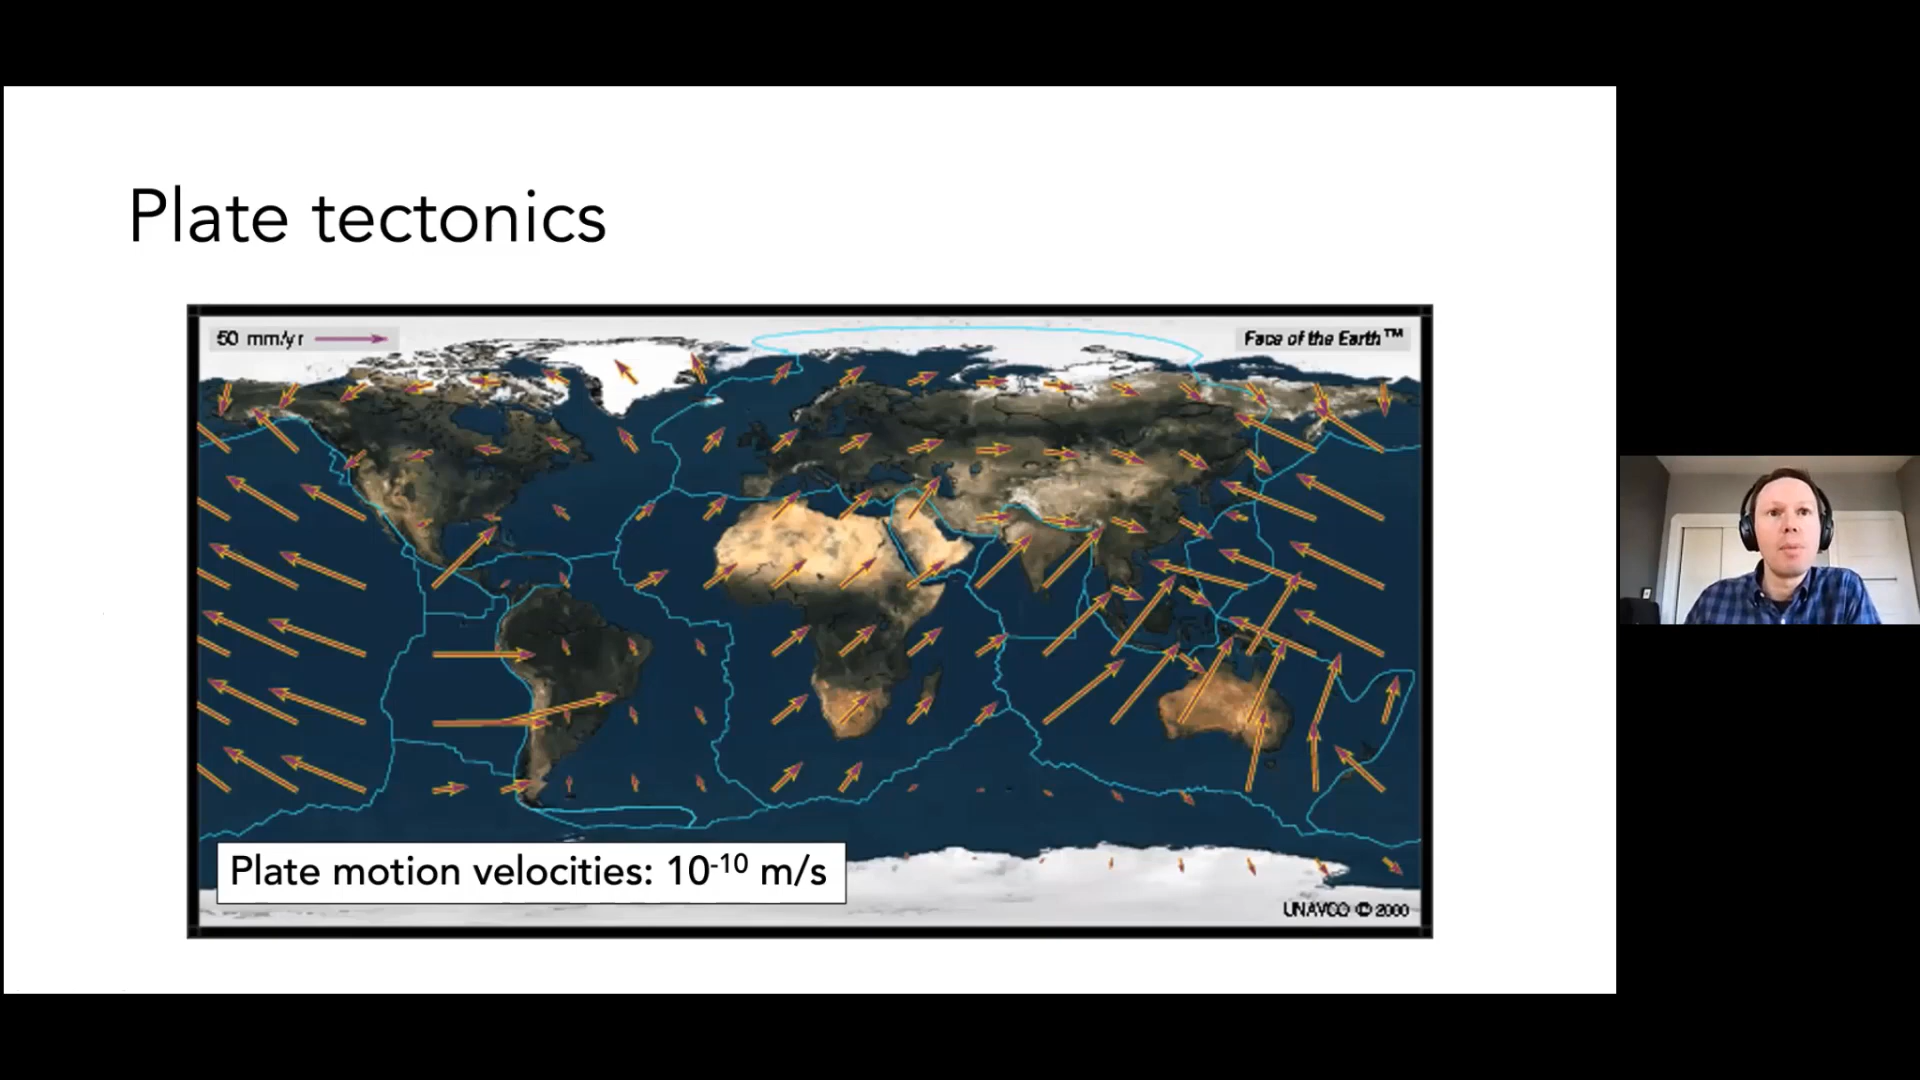 Plate tectonics
50 mm/yr
Face of the Earth™
Plate motion velocities: 10⁻¹⁰ m/s
UNAVCO © 2000